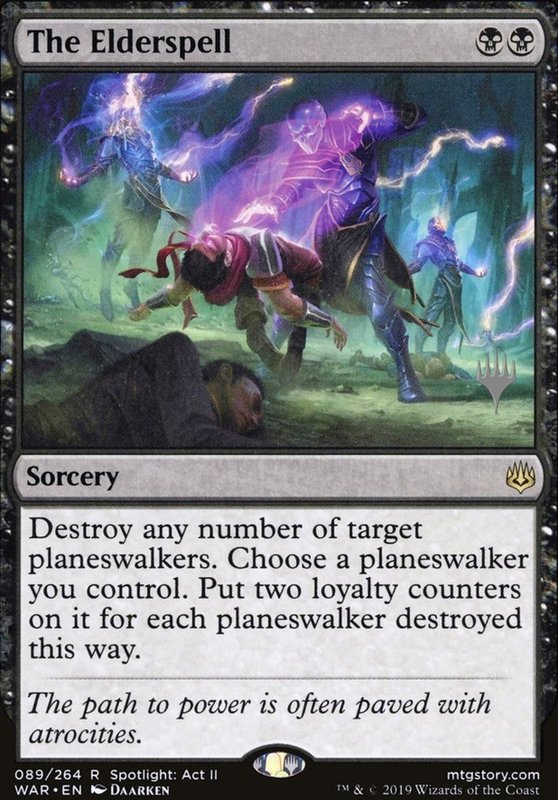 The Elderspell
Sorcery
Destroy any number of target
planeswalkers. Choose a planeswalker
you control. Put two loyalty counters
on it for each planeswalker destroyed
this way.
The path to power is often paved with
atrocities.
089/264 R Spotlight: Act II
WAR • EN DAARKEN
mtgstory.com
™ & © 2019 Wizards of the Coast